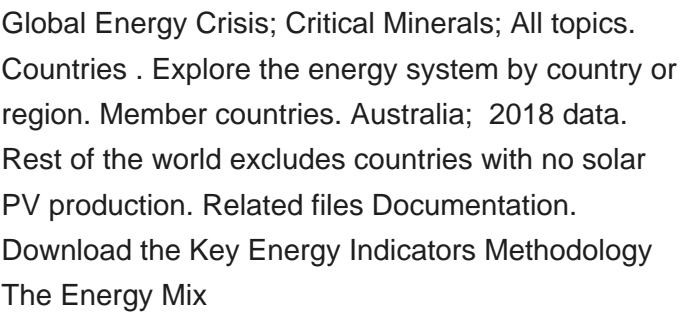 Global Energy Crisis; Critical Minerals; All topics.
Countries . Explore the energy system by country or
region. Member countries. Australia;  2018 data.
Rest of the world excludes countries with no solar
PV production. Related files Documentation.
Download the Key Energy Indicators Methodology
The Energy Mix